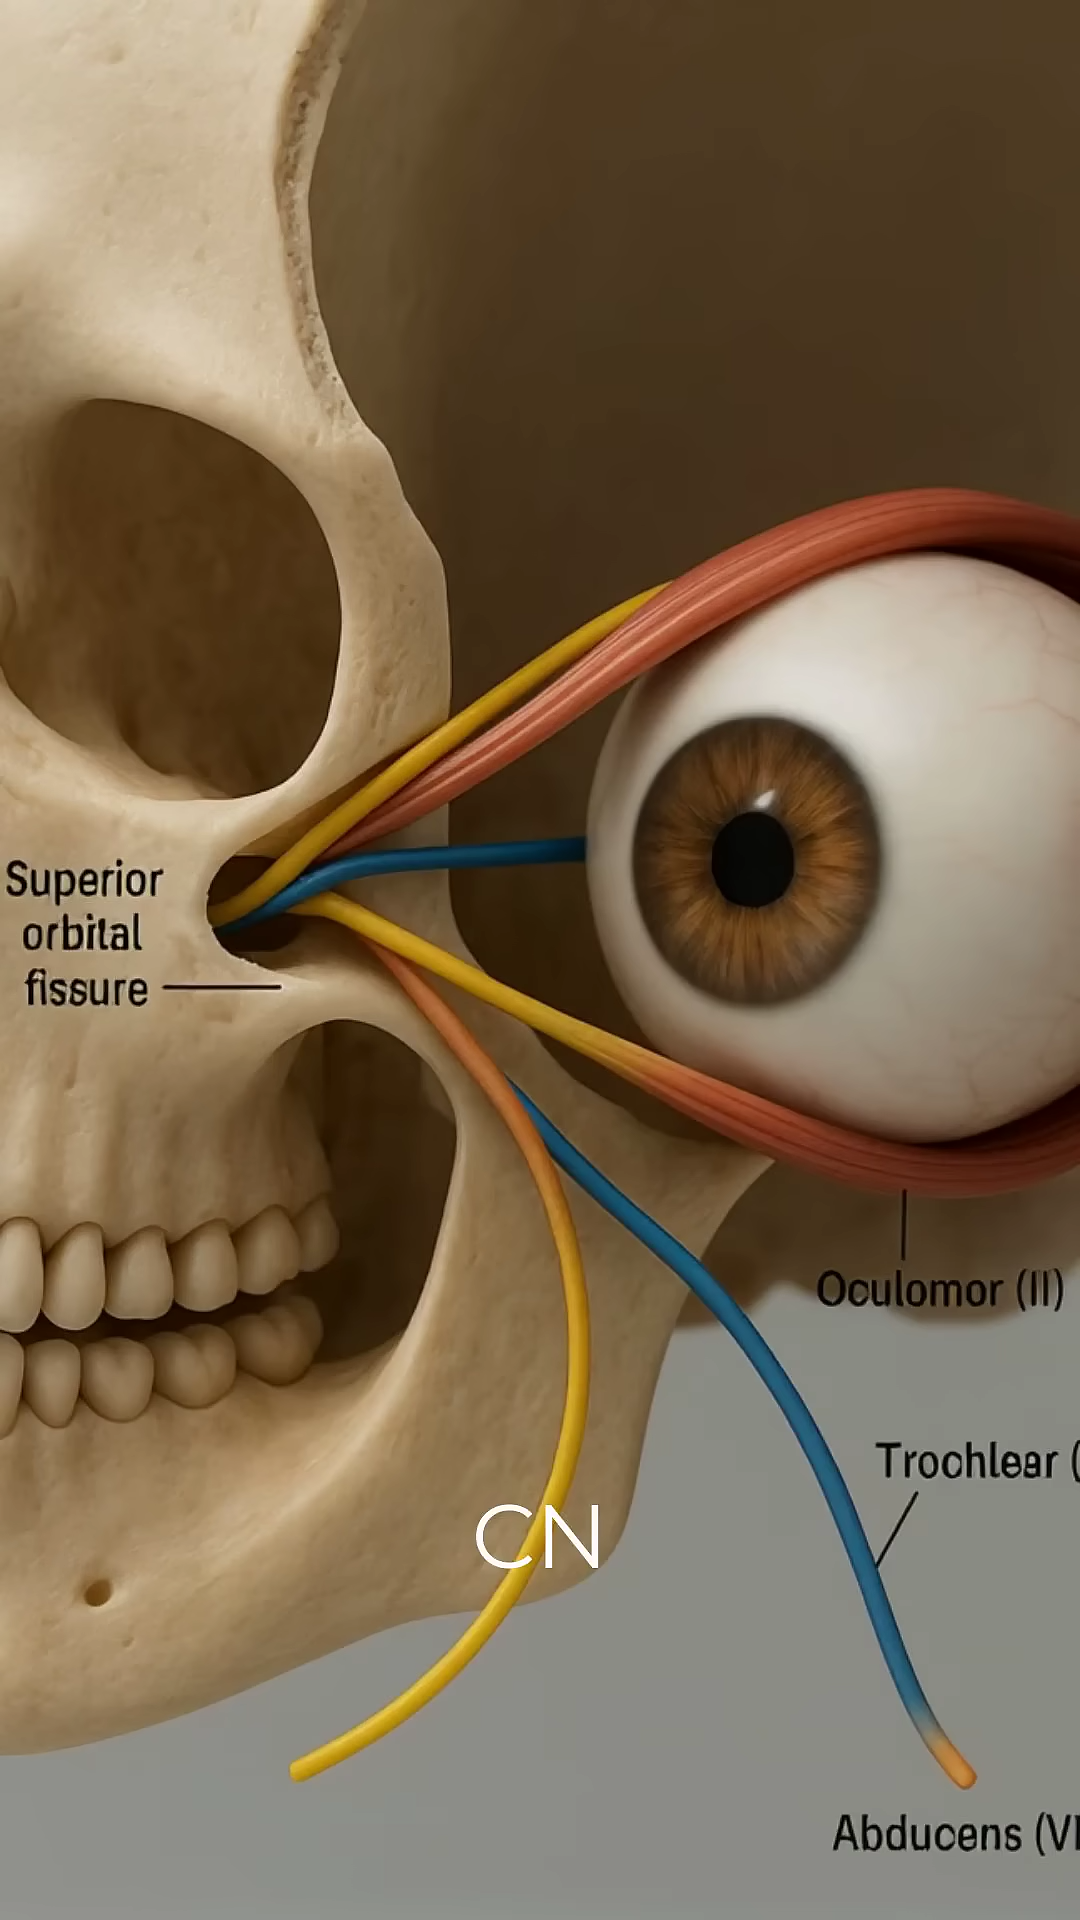 Superior
orbital
fissure
Oculomor (II)
Trochlear (
CN
Abducens (VI